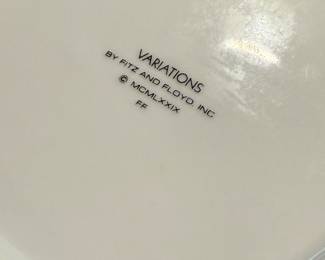 VARIATIONS
BY FITZ AND FLOYD, INC
© MCMLXXIX
FF